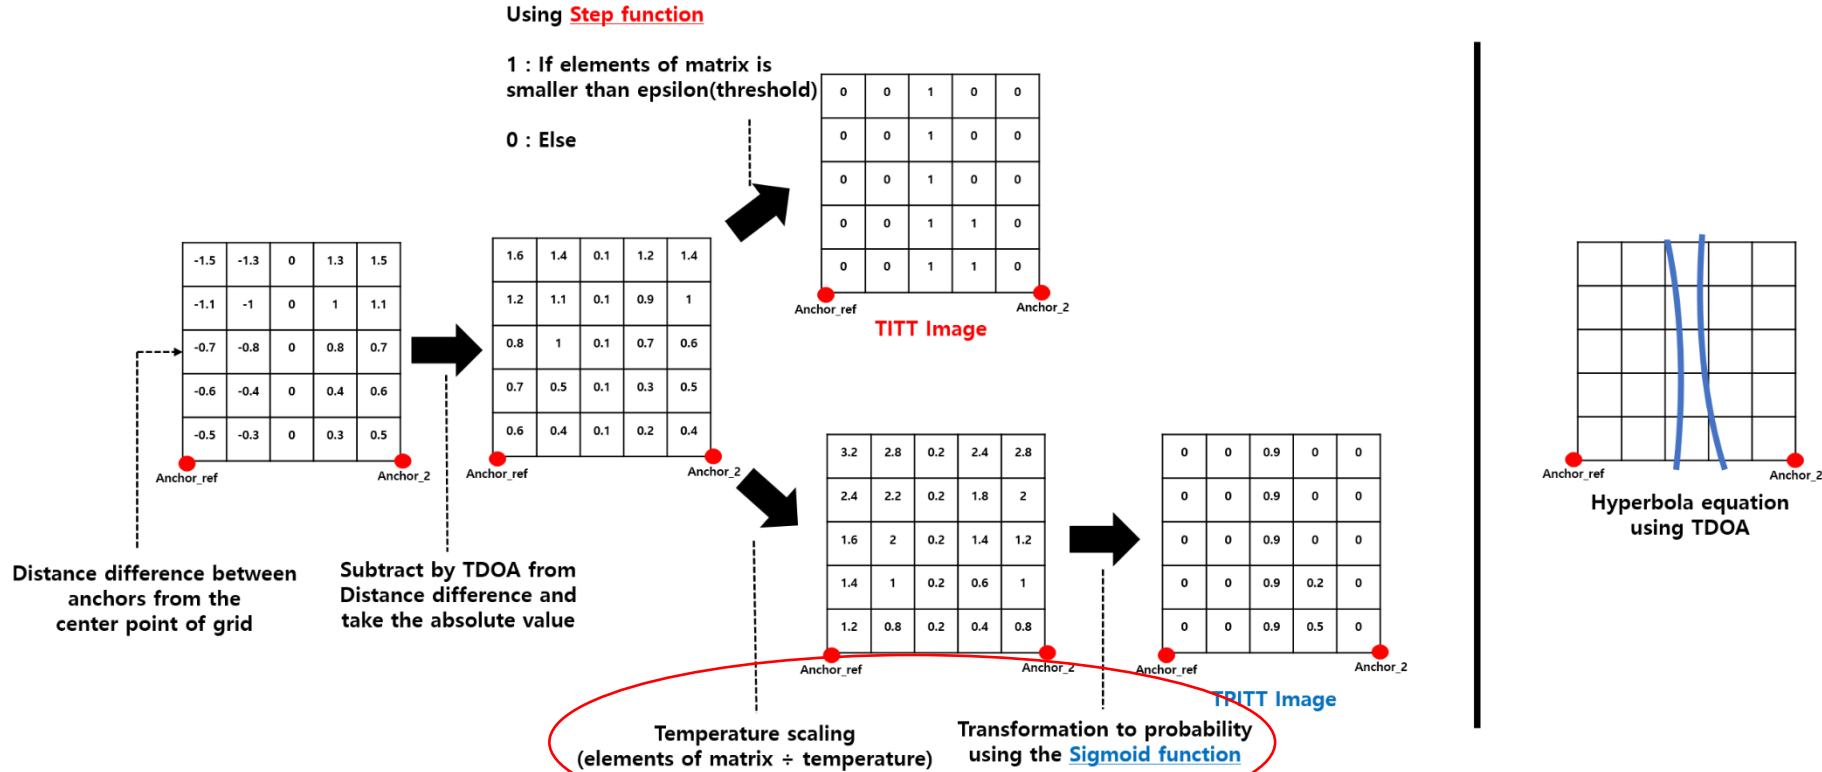 Using Step function
1 : If elements of matrix is
smaller than epsilon(threshold)
0 : Else
0 0 1 0 0
0 0 1 0 0
0 0 1 0 0
0 0 1 1 0
0 0 1 1 0
Anchor_ref
Anchor_2
TITT Image
-1.5 -1.3 0 1.3 1.5
-1.1 -1 0 1 1.1
-0.7 -0.8 0 0.8 0.7
-0.6 -0.4 0 0.4 0.6
-0.5 -0.3 0 0.3 0.5
Anchor_ref
Anchor_2
Distance difference between
anchors from the
center point of grid
1.6 1.4 0.1 1.2 1.4
1.2 1.1 0.1 0.9 1
0.8 1 0.1 0.7 0.6
0.7 0.5 0.1 0.3 0.5
0.6 0.4 0.1 0.2 0.4
Anchor_ref
Anchor_2
Subtract by TDOA from
Distance difference and
take the absolute value
3.2 2.8 0.2 2.4 2.8
2.4 2.2 0.2 1.8 2
1.6 2 0.2 1.4 1.2
1.4 1 0.2 0.6 1
1.2 0.8 0.2 0.4 0.8
Anchor_ref
Anchor_2
Temperature scaling
(elements of matrix ÷ temperature)
0 0 0.9 0 0
0 0 0.9 0 0
0 0 0.9 0 0
0 0 0.9 0.2 0
0 0 0.9 0.5 0
Anchor_ref
Anchor_2
TPITT Image
Transformation to probability
using the Sigmoid function
Anchor_ref
Anchor_2
Hyperbola equation
using TDOA